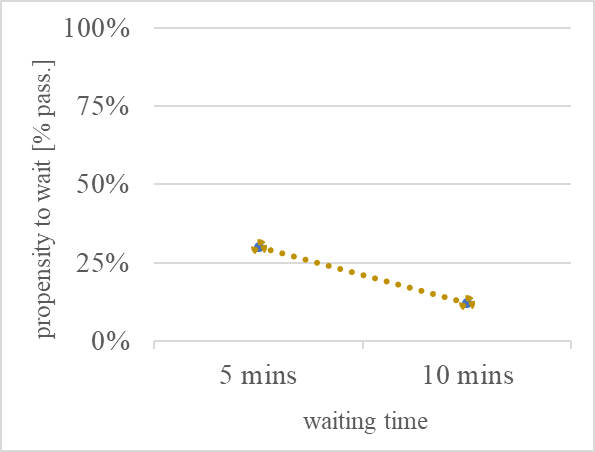 100%
75%
50%
25%
0%
propensity to wait [% pass.]
5 mins
10 mins
waiting time